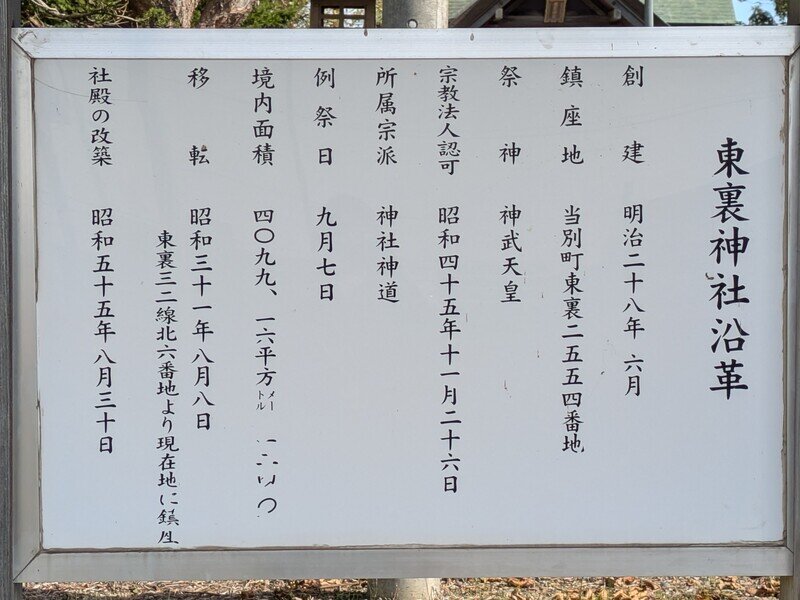 東裏神社沿革
創建 明治二十八年 六月
鎮座地 当別町東裏二五五四番地
祭神 神武天皇
宗教法人認可 昭和四十五年十一月二十六日
所属宗派 神社神道
例祭日 九月七日
境内面積 四〇九九、一六平方メートル
移転 昭和三十一年八月八日
東裏三二線北六番地より現在地に鎮
社殿の改築 昭和五十五年八月三十日